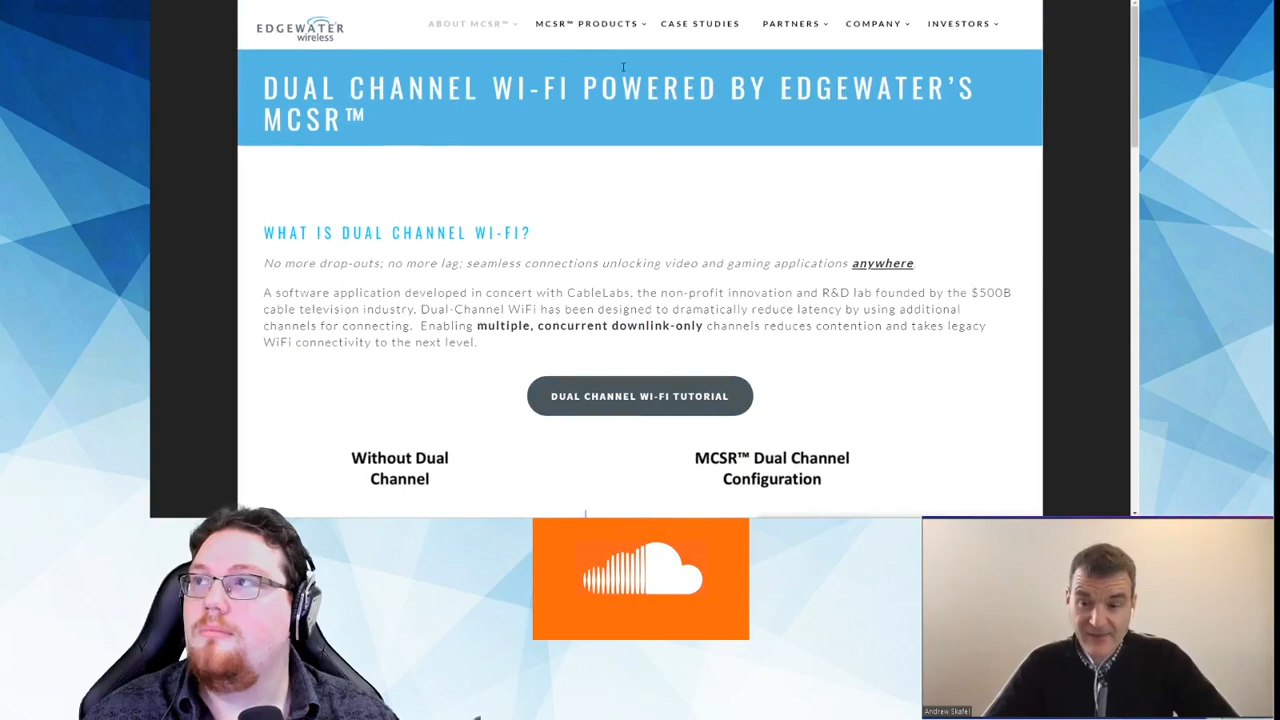 EDGEWATER
wireless
ABOUT MCSR™
MCSR™ PRODUCTS
CASE STUDIES
PARTNERS
COMPANY
INVESTORS
DUAL CHANNEL WI-FI POWERED BY EDGEWATER’S
MCSR™
WHAT IS DUAL CHANNEL WI-FI?
No more drop-outs; no more lag; seamless connections unlocking video and gaming applications anywhere.
A software application developed in concert with CableLabs, the non-profit innovation and R&D lab founded by the $500B
cable television industry, Dual-Channel WiFi has been designed to dramatically reduce latency by using additional
channels for connecting. Enabling multiple, concurrent downlink-only channels reduces contention and takes legacy
WiFi connectivity to the next level.
DUAL CHANNEL WI-FI TUTORIAL
Without Dual
Channel
MCSR™ Dual Channel
Configuration
Andrew Skafel